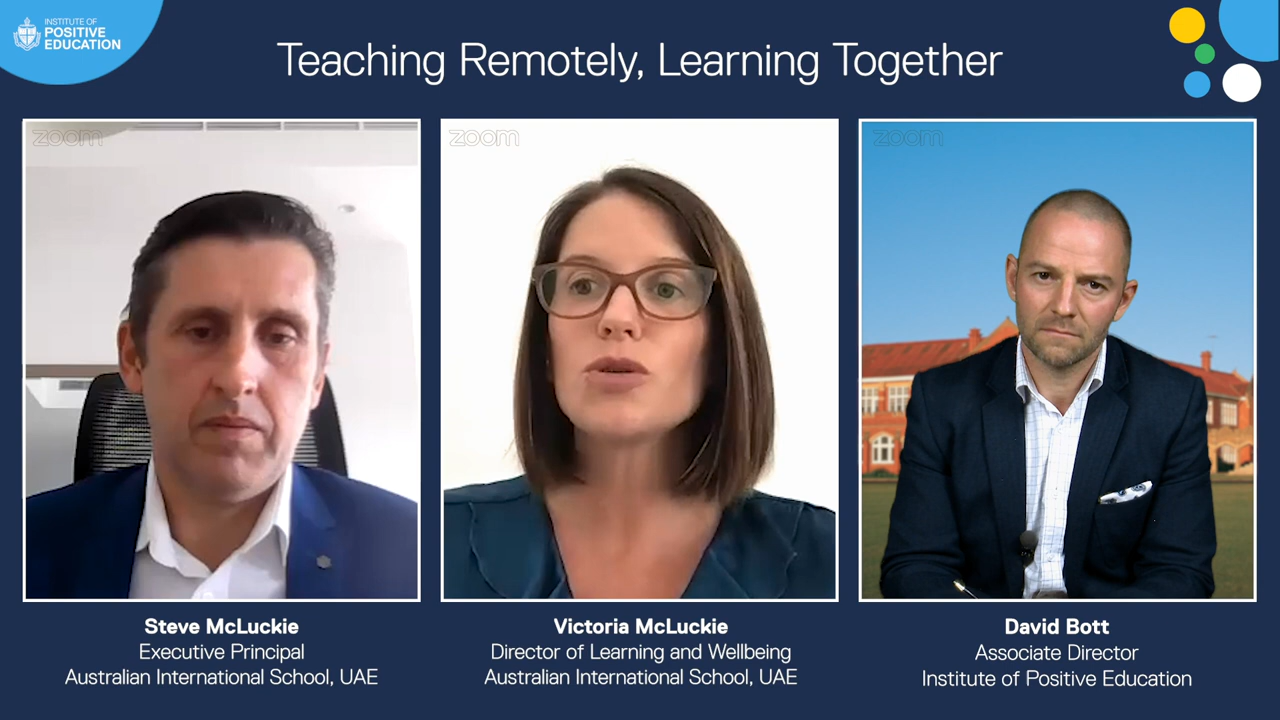 INSTITUTE OF
POSITIVE
EDUCATION
Teaching Remotely, Learning Together
zoom
zoom
zoom
Steve McLuckie
Executive Principal
Australian International School, UAE
Victoria McLuckie
Director of Learning and Wellbeing
Australian International School, UAE
David Bott
Associate Director
Institute of Positive Education